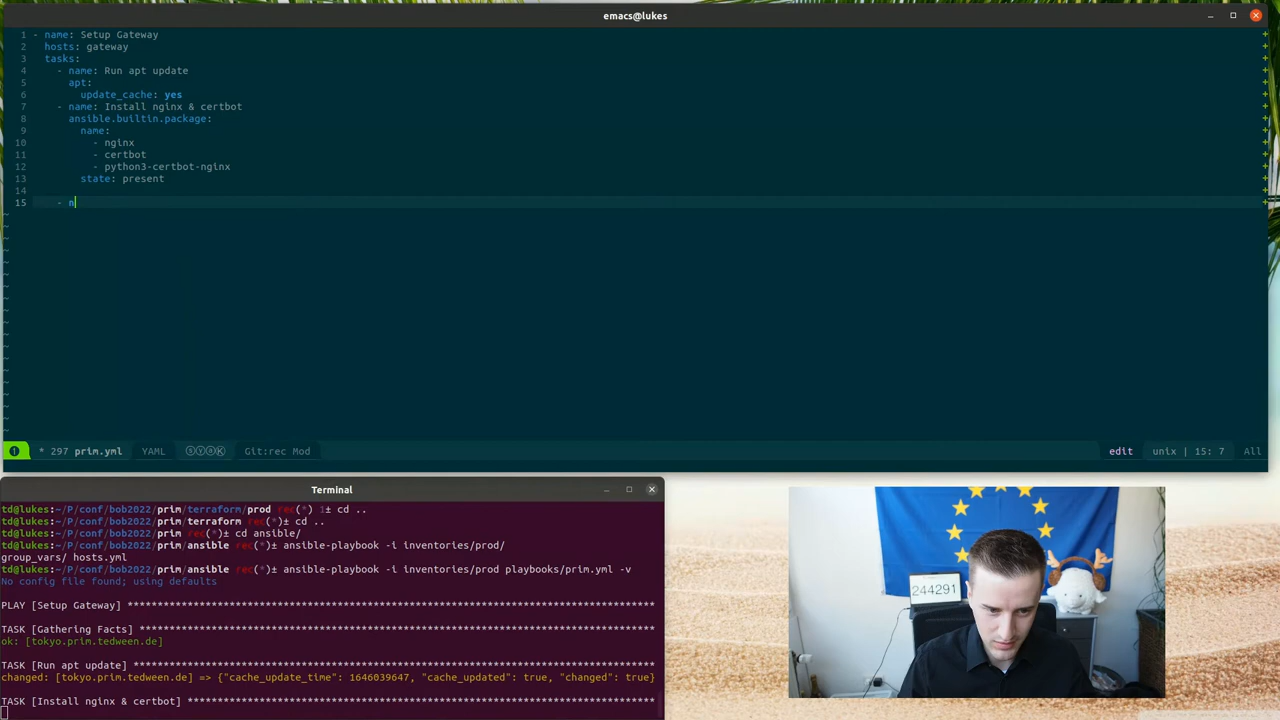 emacs@lukes
1 - name: Setup Gateway
2 hosts: gateway
3 tasks:
4 - name: Run apt update
5 apt:
6 update_cache: yes
7 - name: Install nginx & certbot
8 ansible.builtin.package:
9 name:
10 - nginx
11 - certbot
12 - python3-certbot-nginx
13 state: present
14
15 - n
* 297 prim.yml YAML ⓢⓎⓐⓀ Git:rec Mod edit unix | 15: 7 All
Terminal
td@lukes:~/P/conf/bob2022/prim/terraform/prod rec(*) 1± cd ..
td@lukes:~/P/conf/bob2022/prim/terraform rec(*)± cd ..
td@lukes:~/P/conf/bob2022/prim rec(*)± cd ansible/
td@lukes:~/P/conf/bob2022/prim/ansible rec(*)± ansible-playbook -i inventories/prod/
group_vars/ hosts.yml
td@lukes:~/P/conf/bob2022/prim/ansible rec(*)± ansible-playbook -i inventories/prod playbooks/prim.yml -v
No config file found; using defaults
PLAY [Setup Gateway] ******************************************************************************************
TASK [Gathering Facts] ****************************************************************************************
ok: [tokyo.prim.tedween.de]
TASK [Run apt update] *****************************************************************************************
changed: [tokyo.prim.tedween.de] => {"cache_update_time": 1646039647, "cache_updated": true, "changed": true}
TASK [Install nginx & certbot] ********************************************************************************
244291